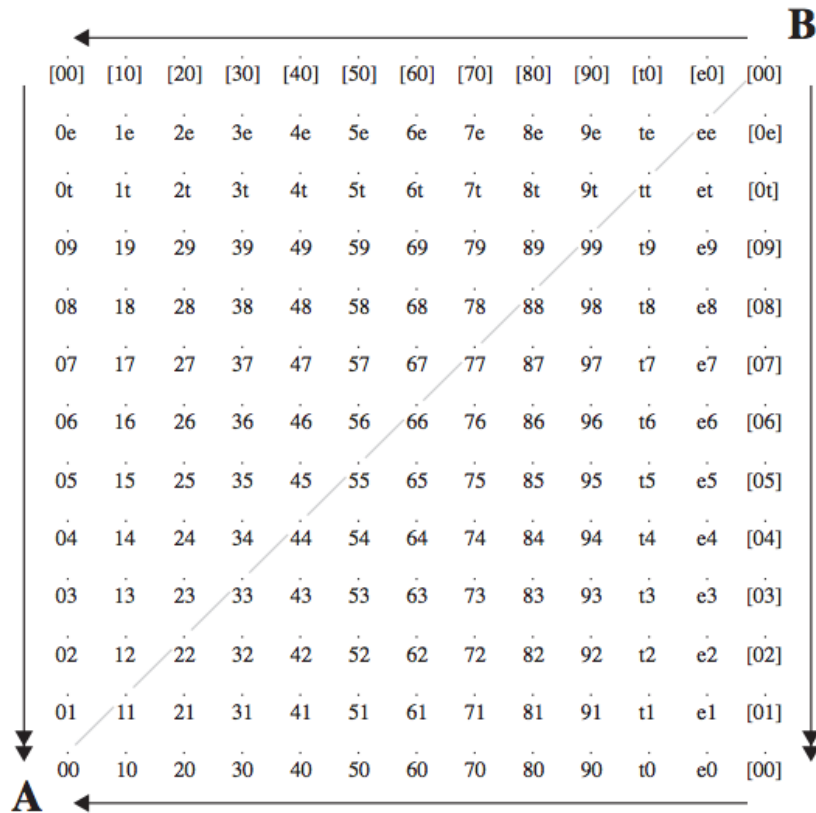 B
[00] [10] [20] [30] [40] [50] [60] [70] [80] [90] [t0] [e0] [00]
0e 1e 2e 3e 4e 5e 6e 7e 8e 9e te ee [0e]
0t 1t 2t 3t 4t 5t 6t 7t 8t 9t tt et [0t]
09 19 29 39 49 59 69 79 89 99 t9 e9 [09]
08 18 28 38 48 58 68 78 88 98 t8 e8 [08]
07 17 27 37 47 57 67 77 87 97 t7 e7 [07]
06 16 26 36 46 56 66 76 86 96 t6 e6 [06]
05 15 25 35 45 55 65 75 85 95 t5 e5 [05]
04 14 24 34 44 54 64 74 84 94 t4 e4 [04]
03 13 23 33 43 53 63 73 83 93 t3 e3 [03]
02 12 22 32 42 52 62 72 82 92 t2 e2 [02]
01 11 21 31 41 51 61 71 81 91 t1 e1 [01]
00 10 20 30 40 50 60 70 80 90 t0 e0 [00]
A